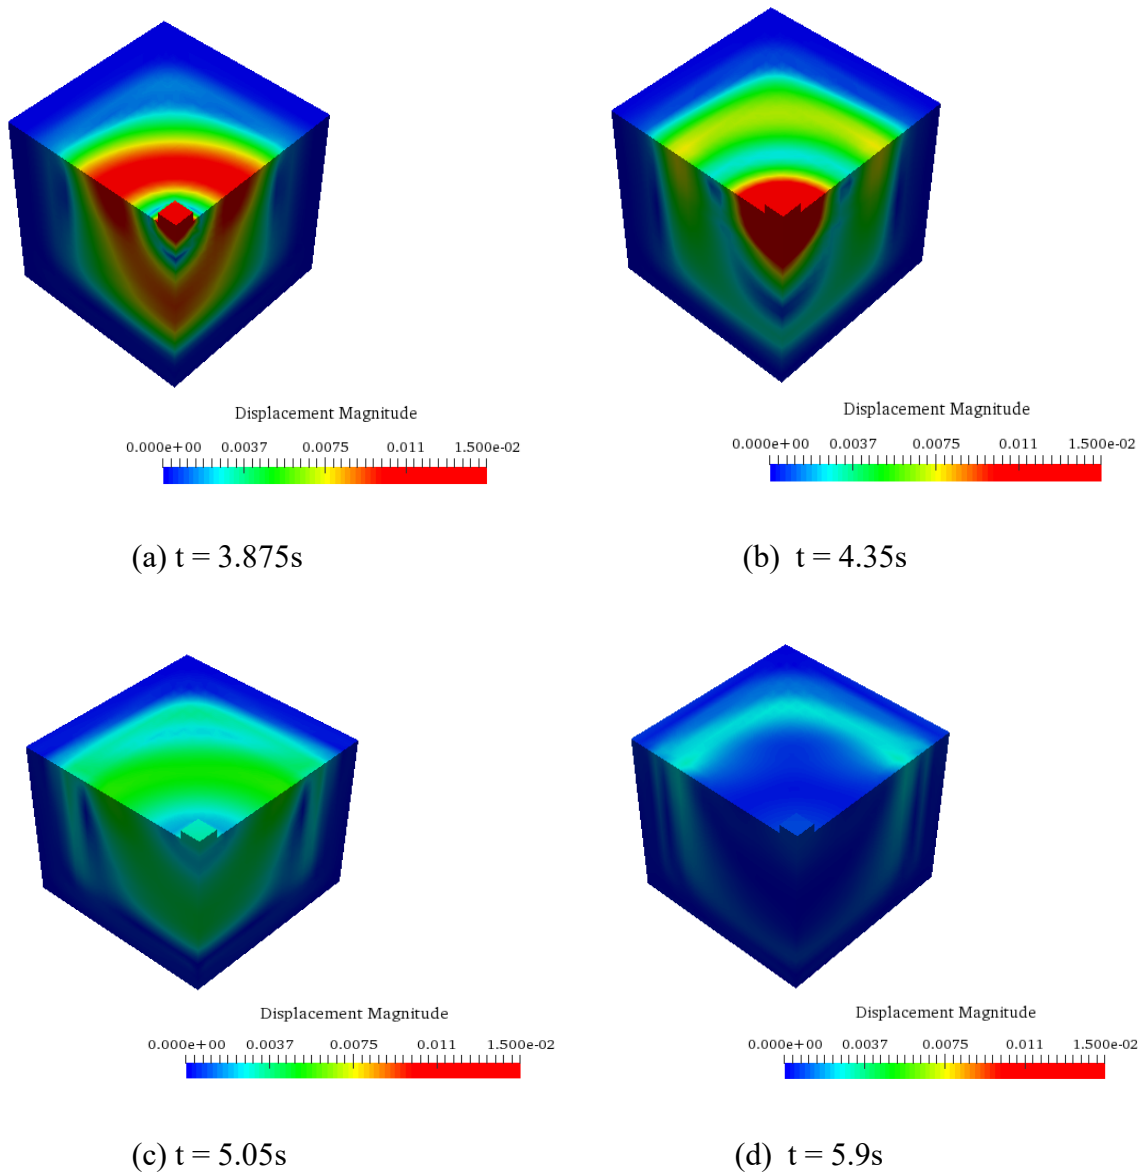 Displacement Magnitude
0.000e+00 0.0037 0.0075 0.011 1.500e-02
(a) t = 3.875s
Displacement Magnitude
0.000e+00 0.0037 0.0075 0.011 1.500e-02
(b) t = 4.35s
Displacement Magnitude
0.000e+00 0.0037 0.0075 0.011 1.500e-02
(c) t = 5.05s
Displacement Magnitude
0.000e+00 0.0037 0.0075 0.011 1.500e-02
(d) t = 5.9s